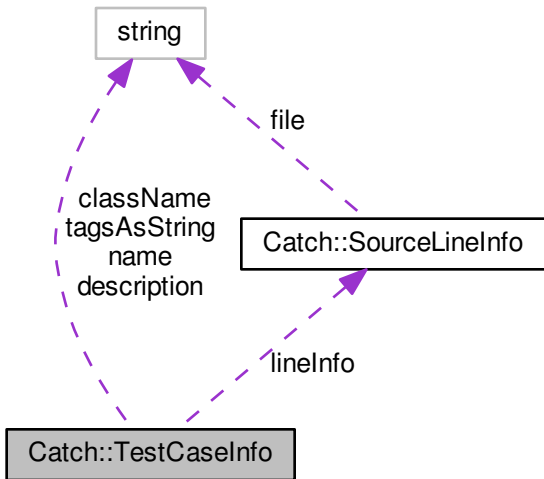 string
file
className
tagsAsString
name
description
Catch::SourceLineInfo
lineInfo
Catch::TestCaseInfo